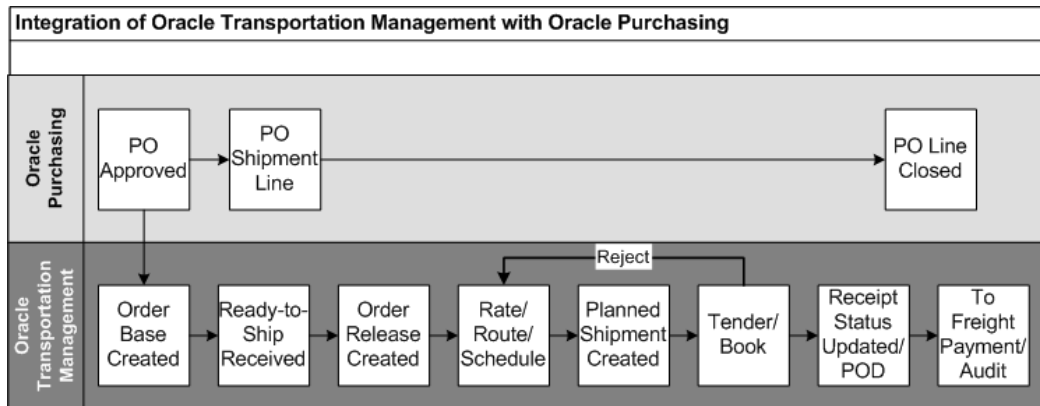 Integration of Oracle Transportation Management with Oracle Purchasing
Oracle
Purchasing
PO
Approved
PO
Shipment
Line
PO Line
Closed
Oracle
Transportation
Management
Reject
Order
Base
Created
Ready-to-
Ship
Received
Order
Release
Created
Rate/
Route/
Schedule
Planned
Shipment
Created
Tender/
Book
Receipt
Status
Updated/
POD
To
Freight
Payment/
Audit